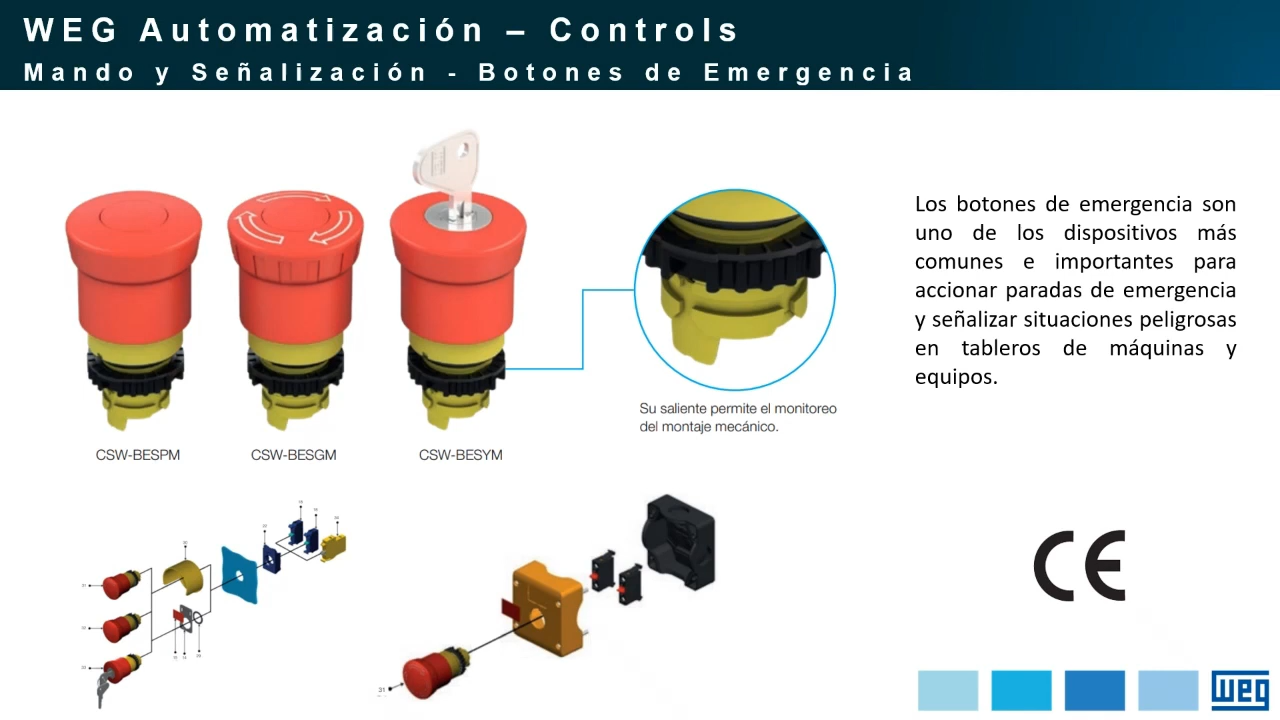 WEG Automatización – Controls
Mando y Señalización - Botones de Emergencia
Los botones de emergencia son
uno de los dispositivos más
comunes e importantes para
accionar paradas de emergencia
y señalizar situaciones peligrosas
en tableros de máquinas y
equipos.
Su saliente permite el monitoreo
del montaje mecánico.
CSW-BESPM
CSW-BESGM
CSW-BESYM
31
CE
WEG